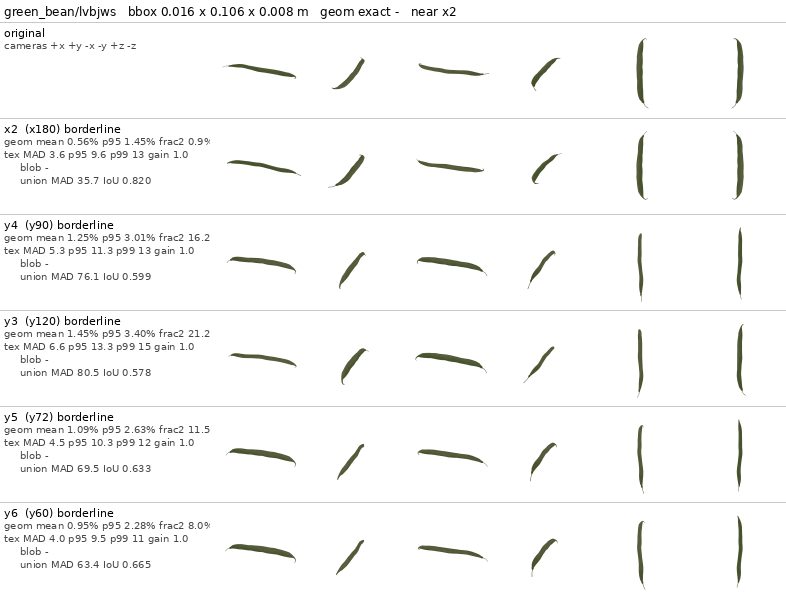 green_bean/lvbjws   bbox 0.016 x 0.106 x 0.008 m   geom exact -   near x2
original
cameras +x +y -x -y +z -z
x2  (x180) borderline
geom mean 0.56% p95 1.45% frac2 0.9%
tex MAD 3.6 p95 9.6 p99 13 gain 1.0
blob -
union MAD 35.7 IoU 0.820
y4  (y90) borderline
geom mean 1.25% p95 3.01% frac2 16.2
tex MAD 5.3 p95 11.3 p99 13 gain 1.0
blob -
union MAD 76.1 IoU 0.599
y3  (y120) borderline
geom mean 1.45% p95 3.40% frac2 21.2
tex MAD 6.6 p95 13.3 p99 15 gain 1.0
blob -
union MAD 80.5 IoU 0.578
y5  (y72) borderline
geom mean 1.09% p95 2.63% frac2 11.5
tex MAD 4.5 p95 10.3 p99 12 gain 1.0
blob -
union MAD 69.5 IoU 0.633
y6  (y60) borderline
geom mean 0.95% p95 2.28% frac2 8.0%
tex MAD 4.0 p95 9.5 p99 11 gain 1.0
blob -
union MAD 63.4 IoU 0.665